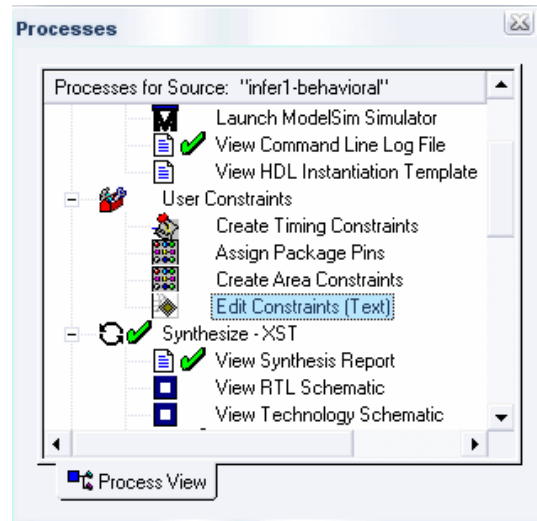 Processes
Processes for Source: "infer1-behavioral"
Launch ModelSim Simulator
View Command Line Log File
View HDL Instantiation Template
User Constraints
Create Timing Constraints
Assign Package Pins
Create Area Constraints
Edit Constraints (Text)
Synthesize - XST
View Synthesis Report
View RTL Schematic
View Technology Schematic
Process View